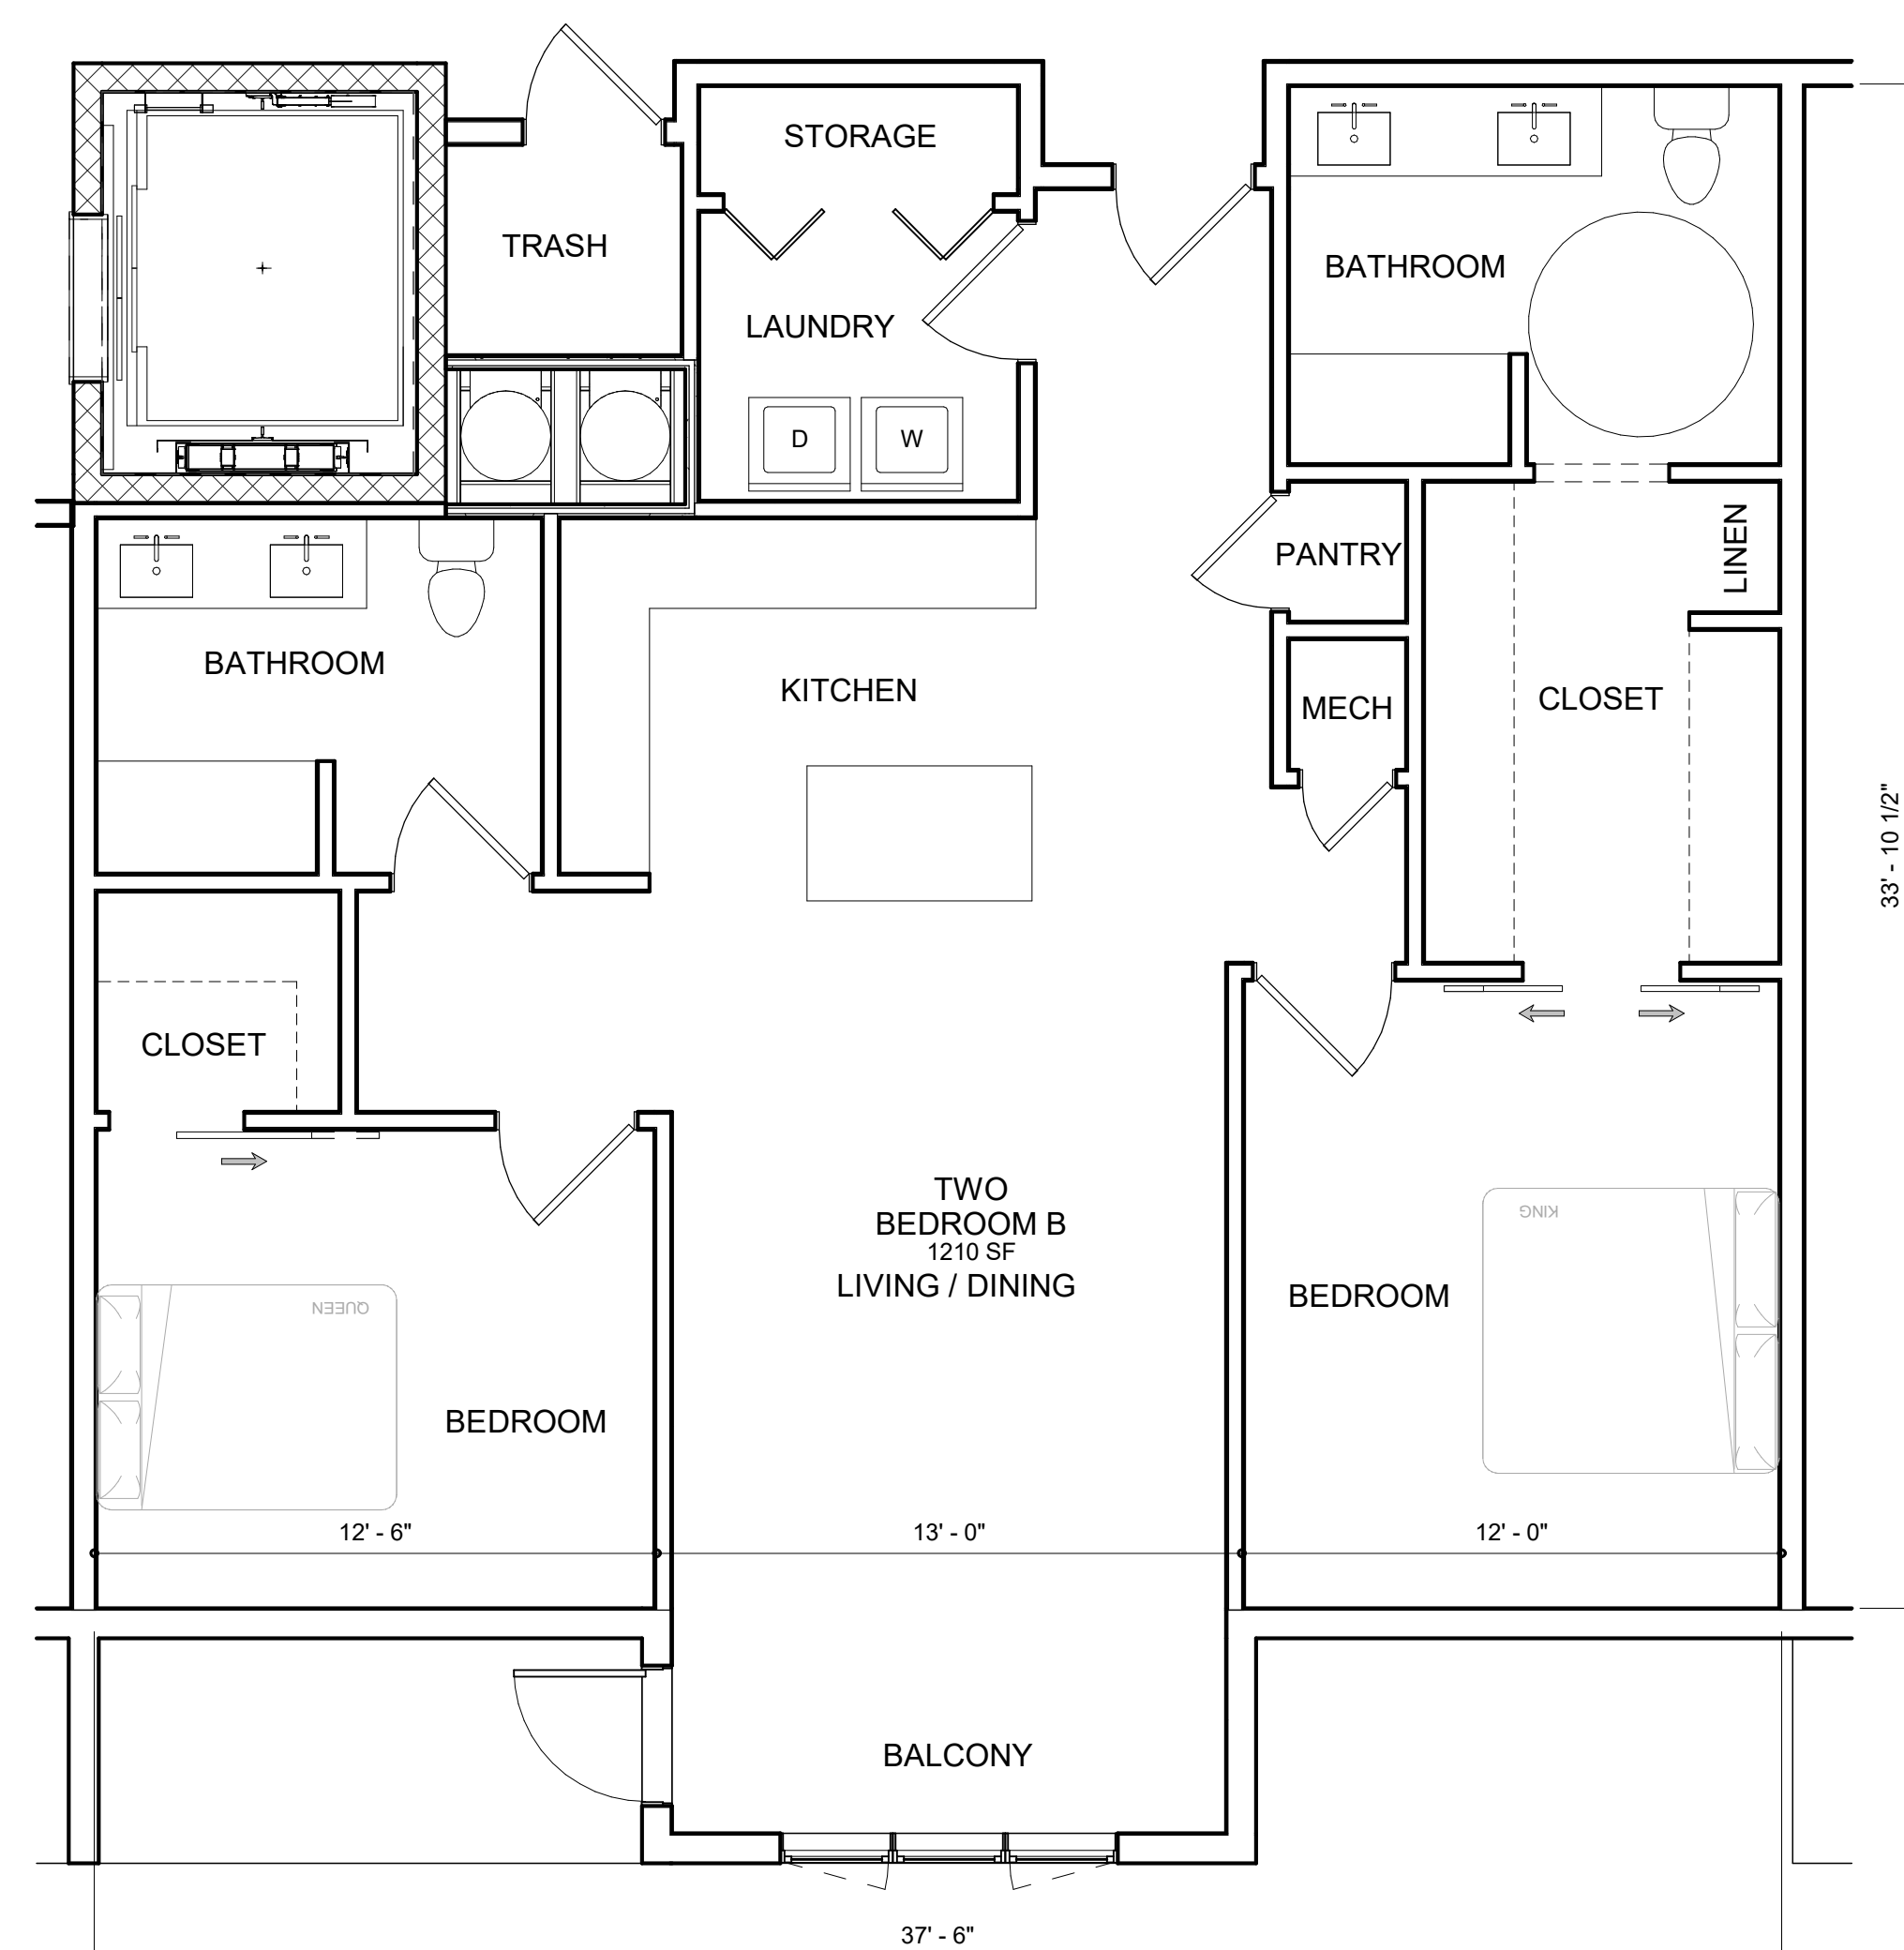 STORAGE
TRASH
BATHROOM
LAUNDRY
D
W
PANTRY
LINEN
BATHROOM
KITCHEN
MECH
CLOSET
33' - 10 1/2"
CLOSET
TWO
BEDROOM B
1210 SF
LIVING / DINING
KING
BEDROOM
QUEEN
BEDROOM
12' - 6"
13' - 0"
12' - 0"
BALCONY
37' - 6"